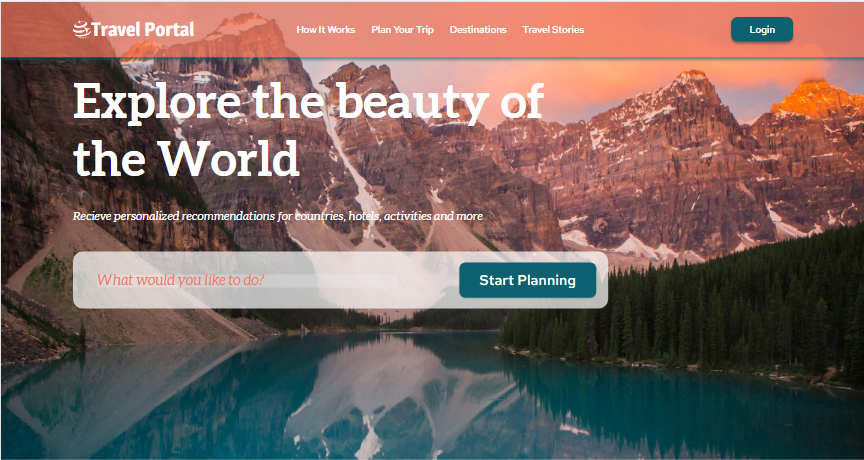 Travel Portal
How It Works
Plan Your Trip
Destinations
Travel Stories
Login
Explore the beauty of
the World
Recieve personalized recommendations for countries, hotels, activities and more
What would you like to do?
Start Planning